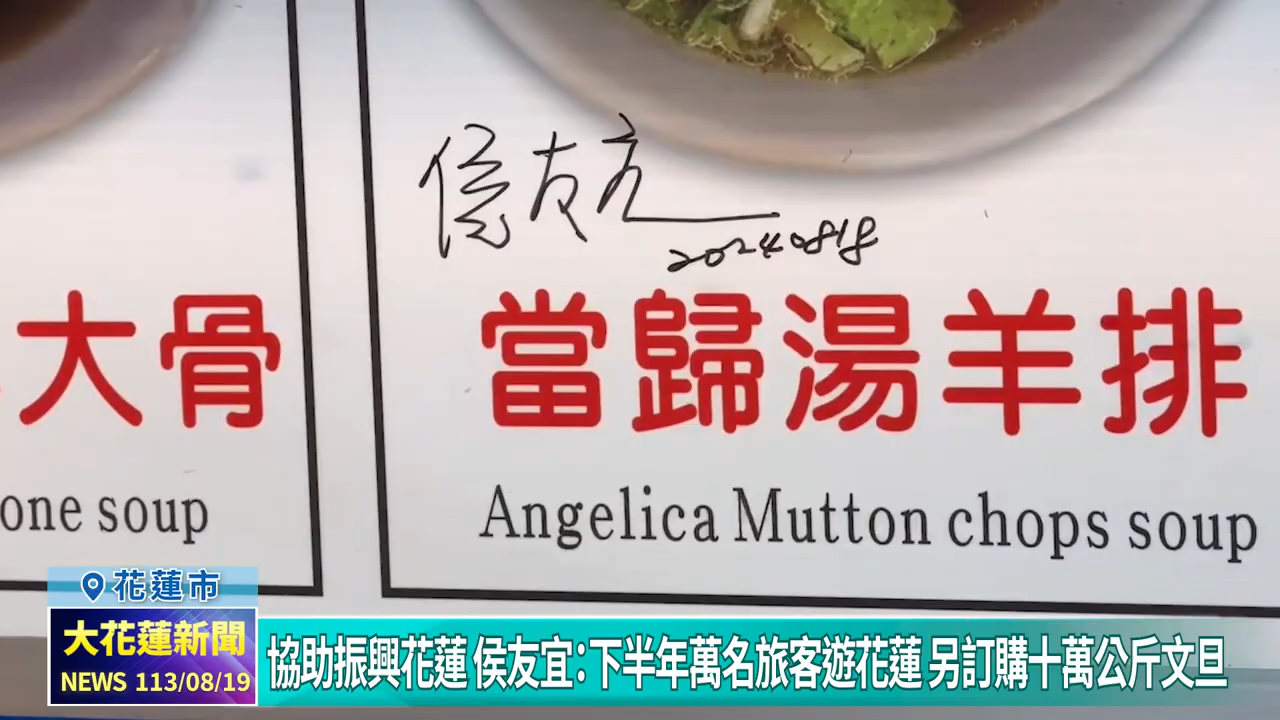 侯友宜
20240818
大骨
當歸湯羊排
one soup
Angelica Mutton chops soup
花蓮市
大花蓮新聞
NEWS 113/08/19
協助振興花蓮 侯友宜:下半年萬名旅客遊花蓮 另訂購十萬公斤文旦